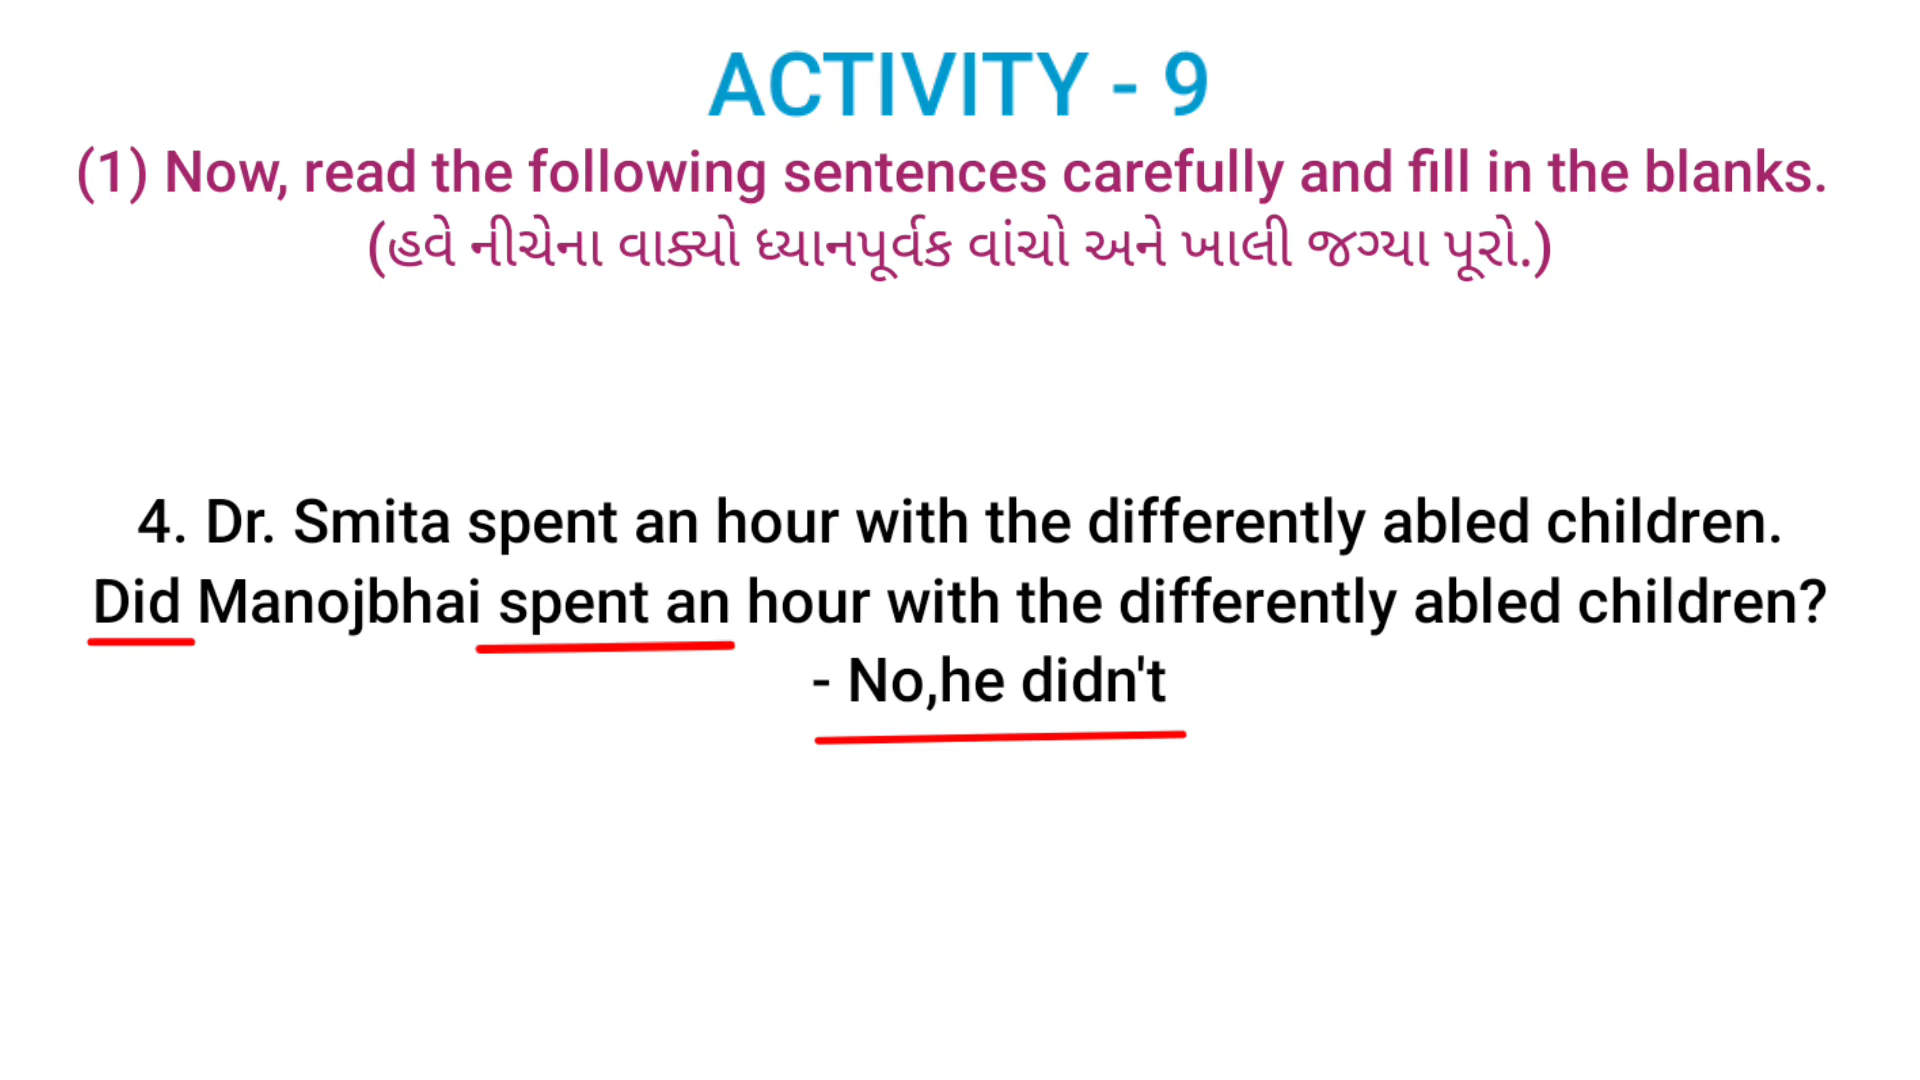 ACTIVITY - 9
(1) Now, read the following sentences carefully and fill in the blanks.
(હવે નીચેના વાક્યો ધ્યાનપૂર્વક વાંચો અને ખાલી જગ્યા પૂરો.)
4. Dr. Smita spent an hour with the differently abled children.
Did Manojbhai spent an hour with the differently abled children?
- No,he didn't